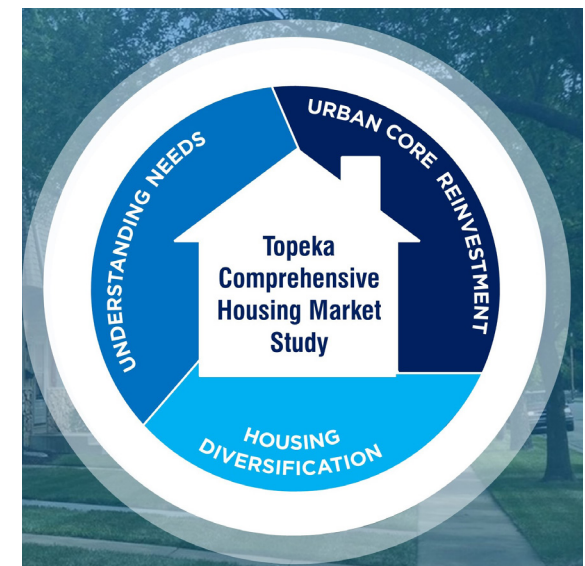 UNDERSTANDING NEEDS
URBAN CORE REINVESTMENT
Topeka
Comprehensive
Housing Market
Study
HOUSING
DIVERSIFICATION